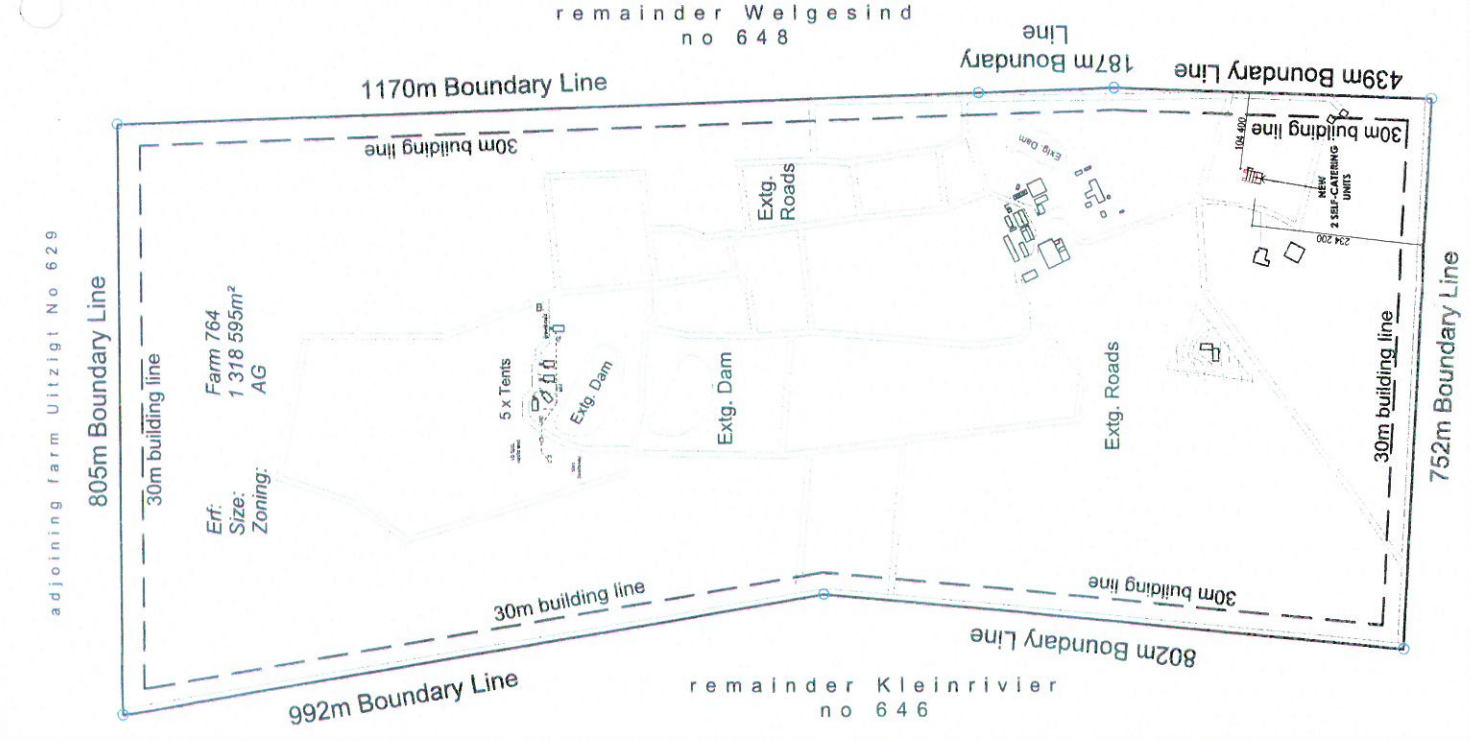 remainder Welgesind
no 648
1170m Boundary Line
187m Boundary
Line
439m Boundary Line
30m building line
30m building line
104 400
Extg. Dam
Extg.
Roads
NEW
2 SELF-CATERING
UNITS
234 200
adjoining farm Uitzigt No 629
805m Boundary Line
30m building line
Erf: Farm 764
Size: 1 318 595m²
Zoning: AG
5 x Tents
Extg. Dam
Extg. Dam
Extg. Roads
30m building line
752m Boundary Line
30m building line
30m building line
992m Boundary Line
802m Boundary Line
remainder Kleinrivier
no 646